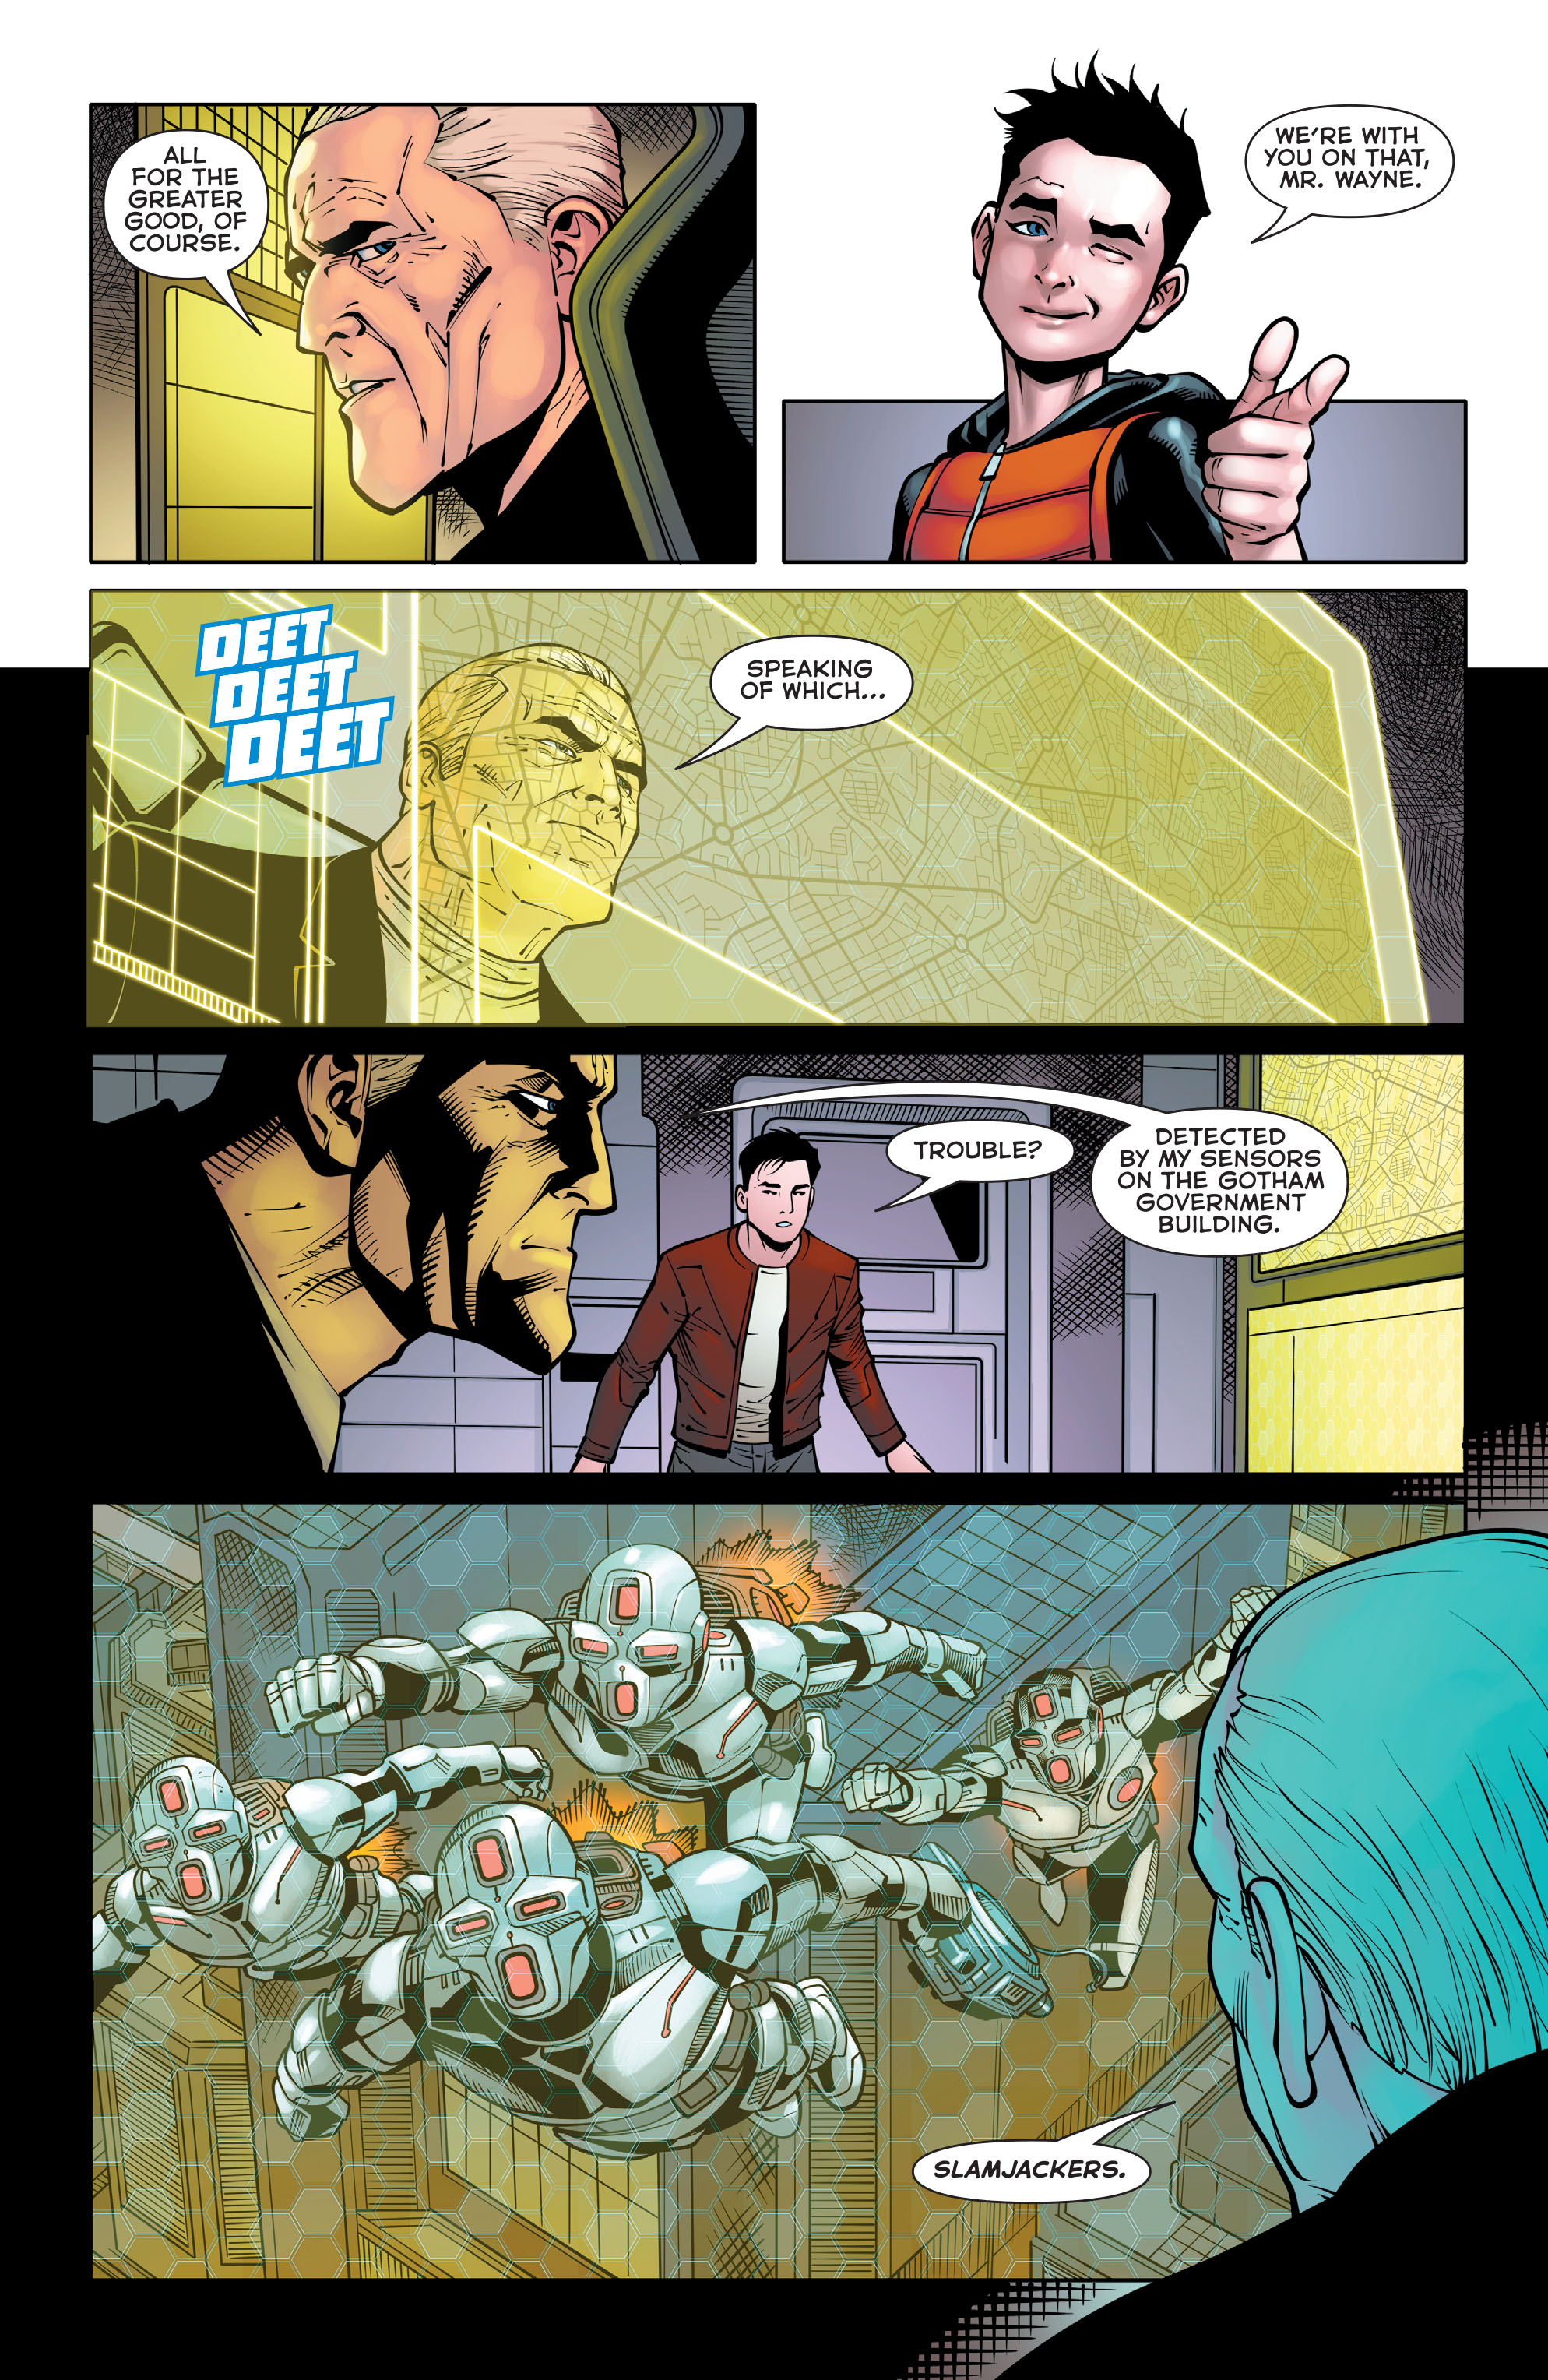 ALL
FOR THE
GREATER
GOOD, OF
COURSE.
WE'RE WITH
YOU ON THAT,
MR. WAYNE.
DEET
DEET
DEET
SPEAKING
OF WHICH...
TROUBLE?
DETECTED
BY MY SENSORS
ON THE GOTHAM
GOVERNMENT
BUILDING.
SLAMJACKERS.